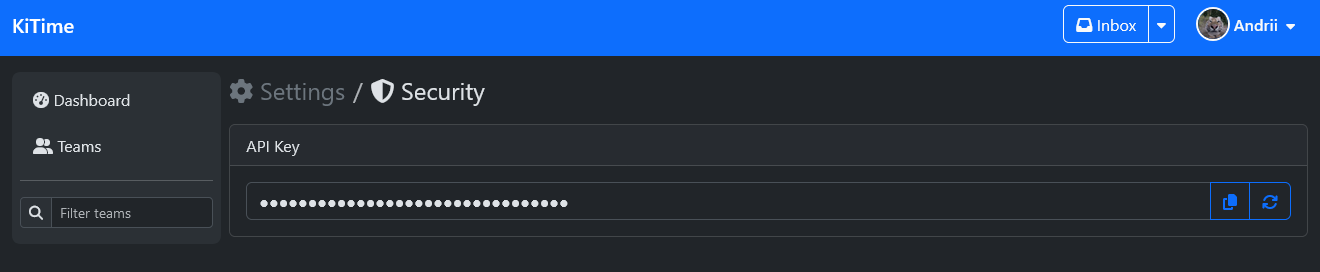 KiTime
Inbox
Andrii
Dashboard
Teams
Filter teams
Settings / Security
API Key
••••••••••••••••••••••••••••••••